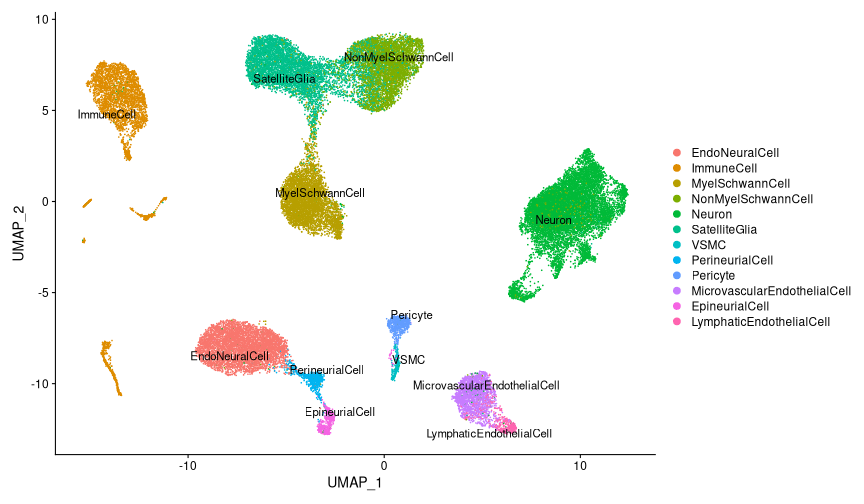 10
5
0
-5
-10
UMAP_2
-10
0
10
UMAP_1
NonMyelSchwannCell
SatelliteGlia
ImmuneCell
MyelSchwannCell
Neuron
Pericyte
EndoNeuralCell
VSMC
PerineurialCell
MicrovascularEndothelialCell
EpineurialCell
LymphaticEndothelialCell
EndoNeurialCell
ImmuneCell
MyelSchwannCell
NonMyelSchwannCell
Neuron
SatelliteGlia
VSMC
PerineurialCell
Pericyte
MicrovascularEndothelialCell
EpineurialCell
LymphaticEndothelialCell